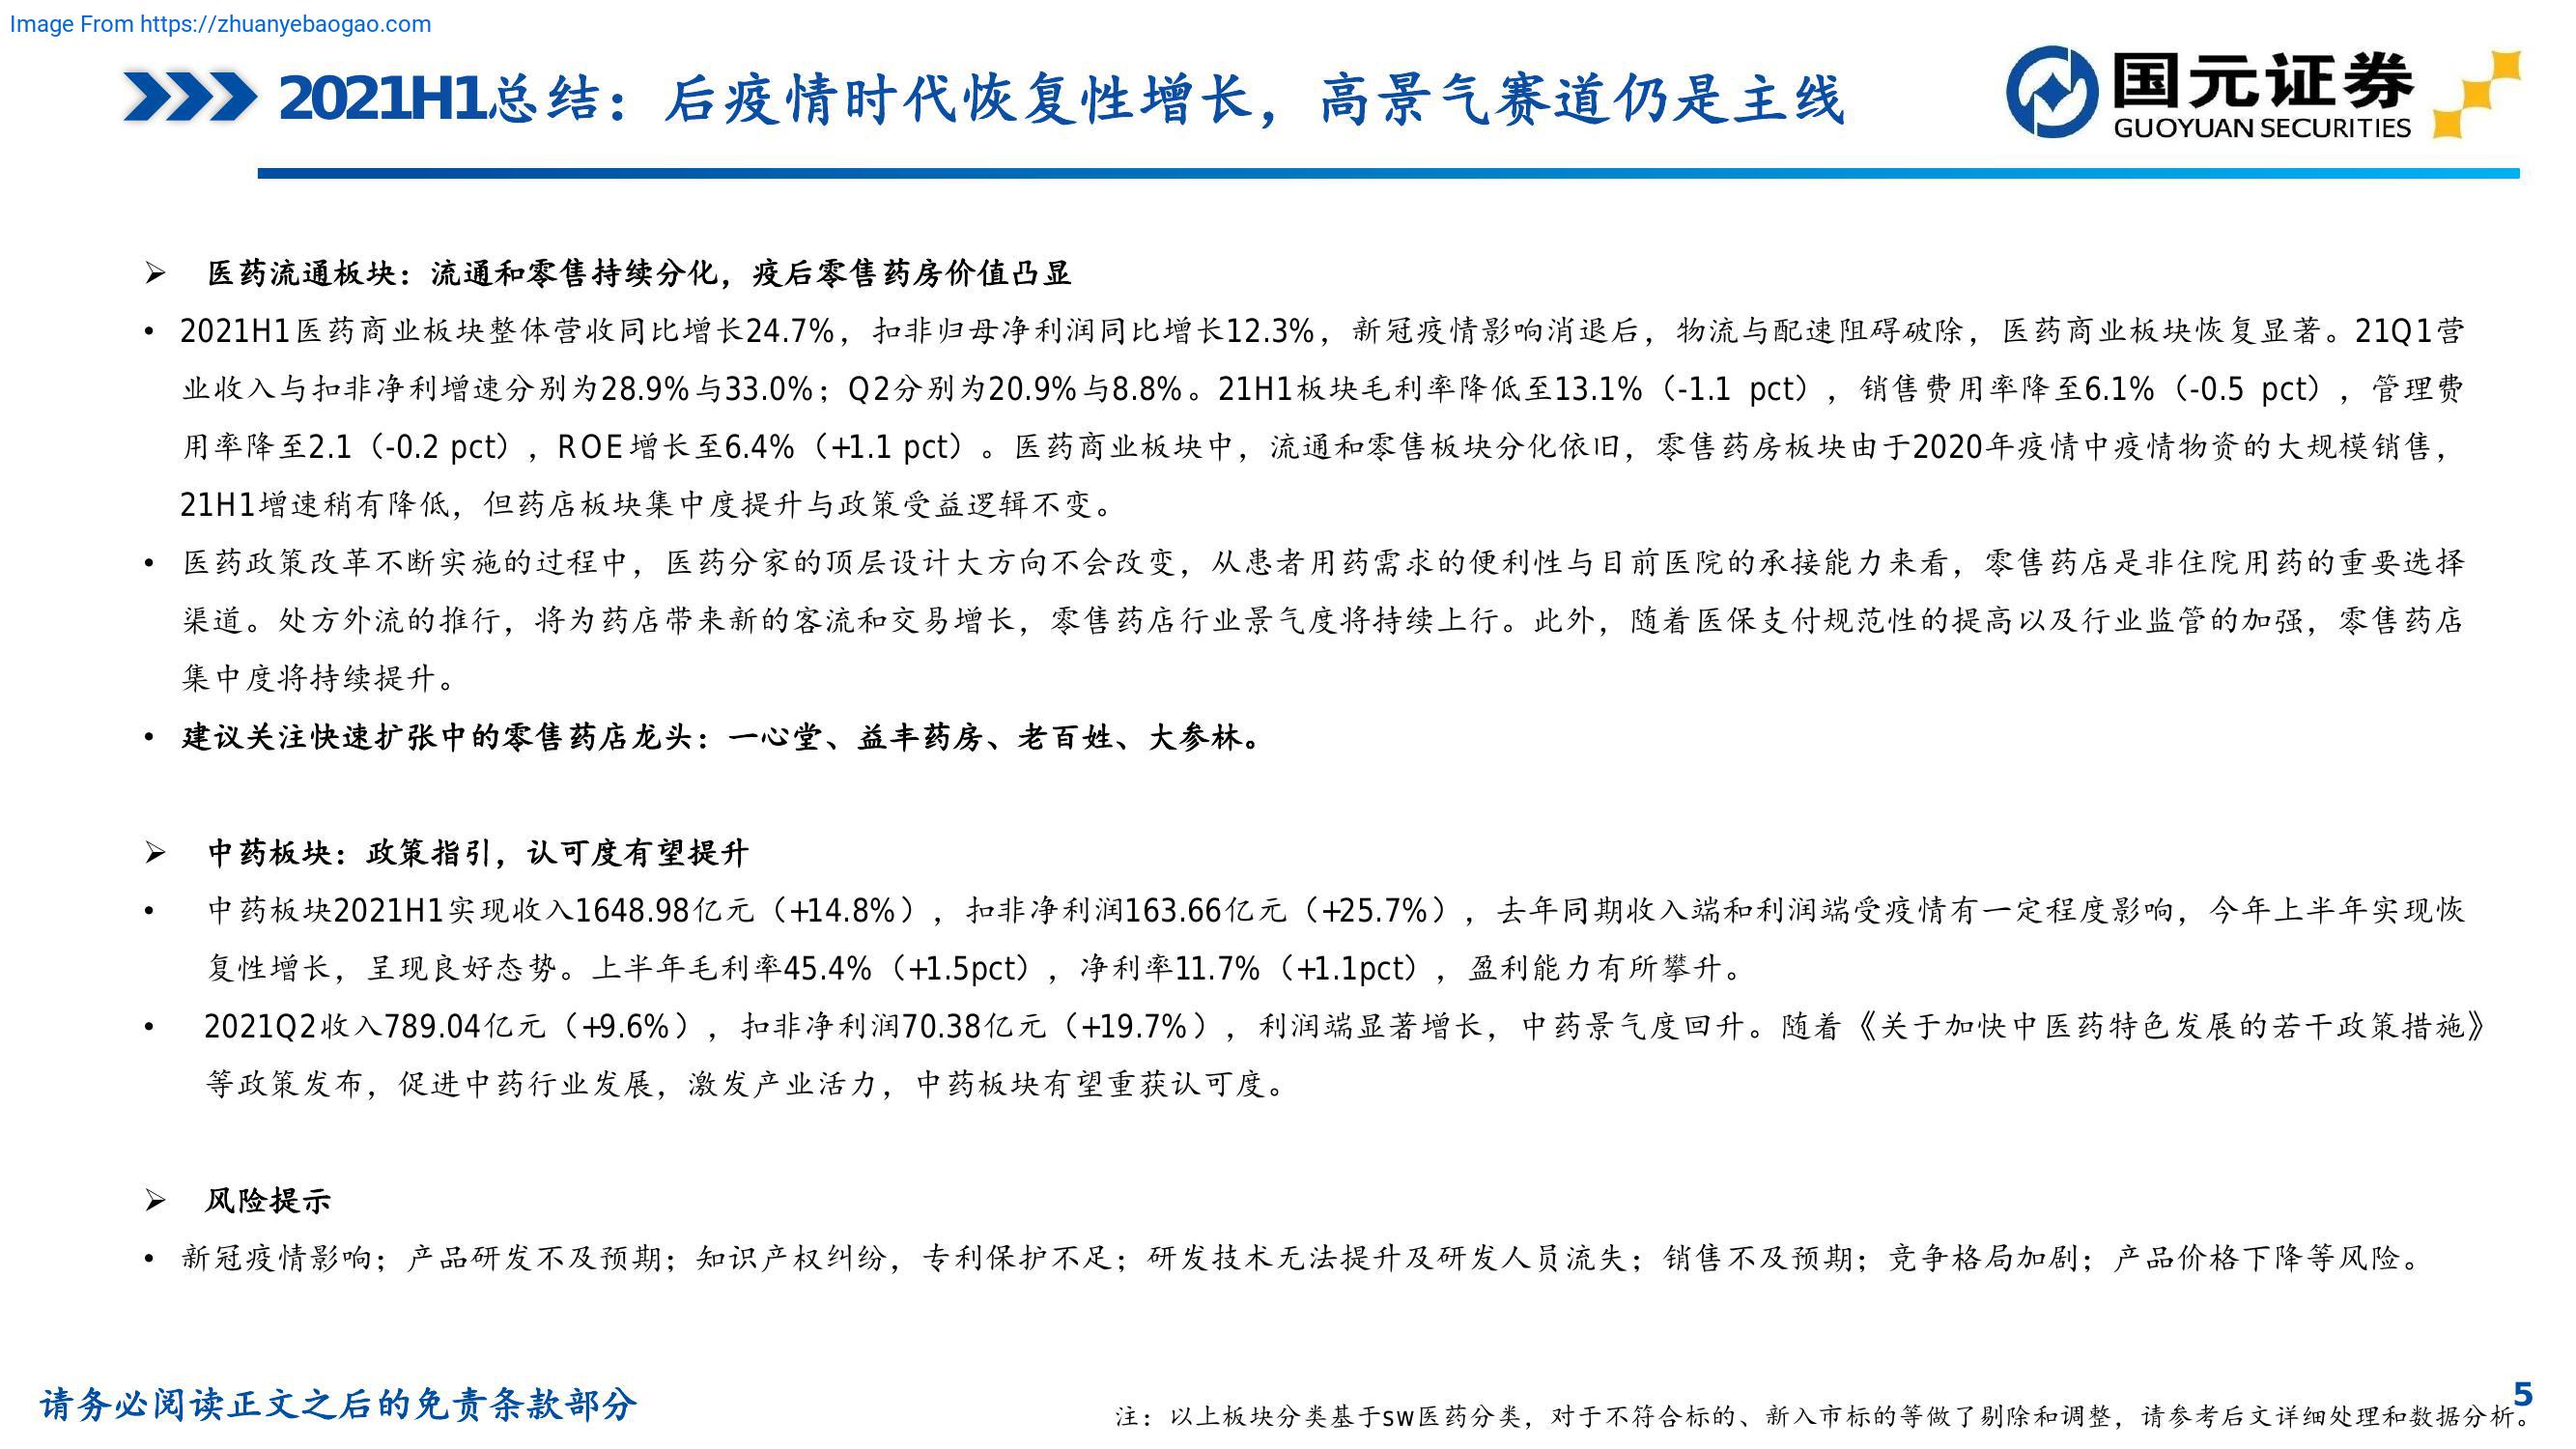 Image From https://zhuanyebaogao.com
2021H1总结：后疫情时代恢复性增长，高景气赛道仍是主线
国元证券
GUOYUAN SECURITIES
➢ 医药流通板块：流通和零售持续分化，疫后零售药房价值凸显
• 2021H1医药商业板块整体营收同比增长24.7%，扣非归母净利润同比增长12.3%，新冠疫情影响消退后，物流与配速阻碍破除，医药商业板块恢复显著。21Q1营
业收入与扣非净利增速分别为28.9%与33.0%；Q2分别为20.9%与8.8%。21H1板块毛利率降低至13.1%（-1.1 pct），销售费用率降至6.1%（-0.5 pct），管理费
用率降至2.1（-0.2 pct），ROE增长至6.4%（+1.1 pct）。医药商业板块中，流通和零售板块分化依旧，零售药房板块由于2020年疫情中疫情物资的大规模销售，
21H1增速稍有降低，但药店板块集中度提升与政策受益逻辑不变。
• 医药政策改革不断实施的过程中，医药分家的顶层设计大方向不会改变，从患者用药需求的便利性与目前医院的承接能力来看，零售药店是非住院用药的重要选择
渠道。处方外流的推行，将为药店带来新的客流和交易增长，零售药店行业景气度将持续上行。此外，随着医保支付规范性的提高以及行业监管的加强，零售药店
集中度将持续提升。
• 建议关注快速扩张中的零售药店龙头：一心堂、益丰药房、老百姓、大参林。
➢ 中药板块：政策指引，认可度有望提升
• 中药板块2021H1实现收入1648.98亿元（+14.8%），扣非净利润163.66亿元（+25.7%），去年同期收入端和利润端受疫情有一定程度影响，今年上半年实现恢
复性增长，呈现良好态势。上半年毛利率45.4%（+1.5pct），净利率11.7%（+1.1pct），盈利能力有所攀升。
• 2021Q2收入789.04亿元（+9.6%），扣非净利润70.38亿元（+19.7%），利润端显著增长，中药景气度回升。随着《关于加快中医药特色发展的若干政策措施》
等政策发布，促进中药行业发展，激发产业活力，中药板块有望重获认可度。
➢ 风险提示
• 新冠疫情影响；产品研发不及预期；知识产权纠纷，专利保护不足；研发技术无法提升及研发人员流失；销售不及预期；竞争格局加剧；产品价格下降等风险。
请务必阅读正文之后的免责条款部分
5
注：以上板块分类基于sw医药分类，对于不符合标的、新入市标的等做了剔除和调整，请参考后文详细处理和数据分析。